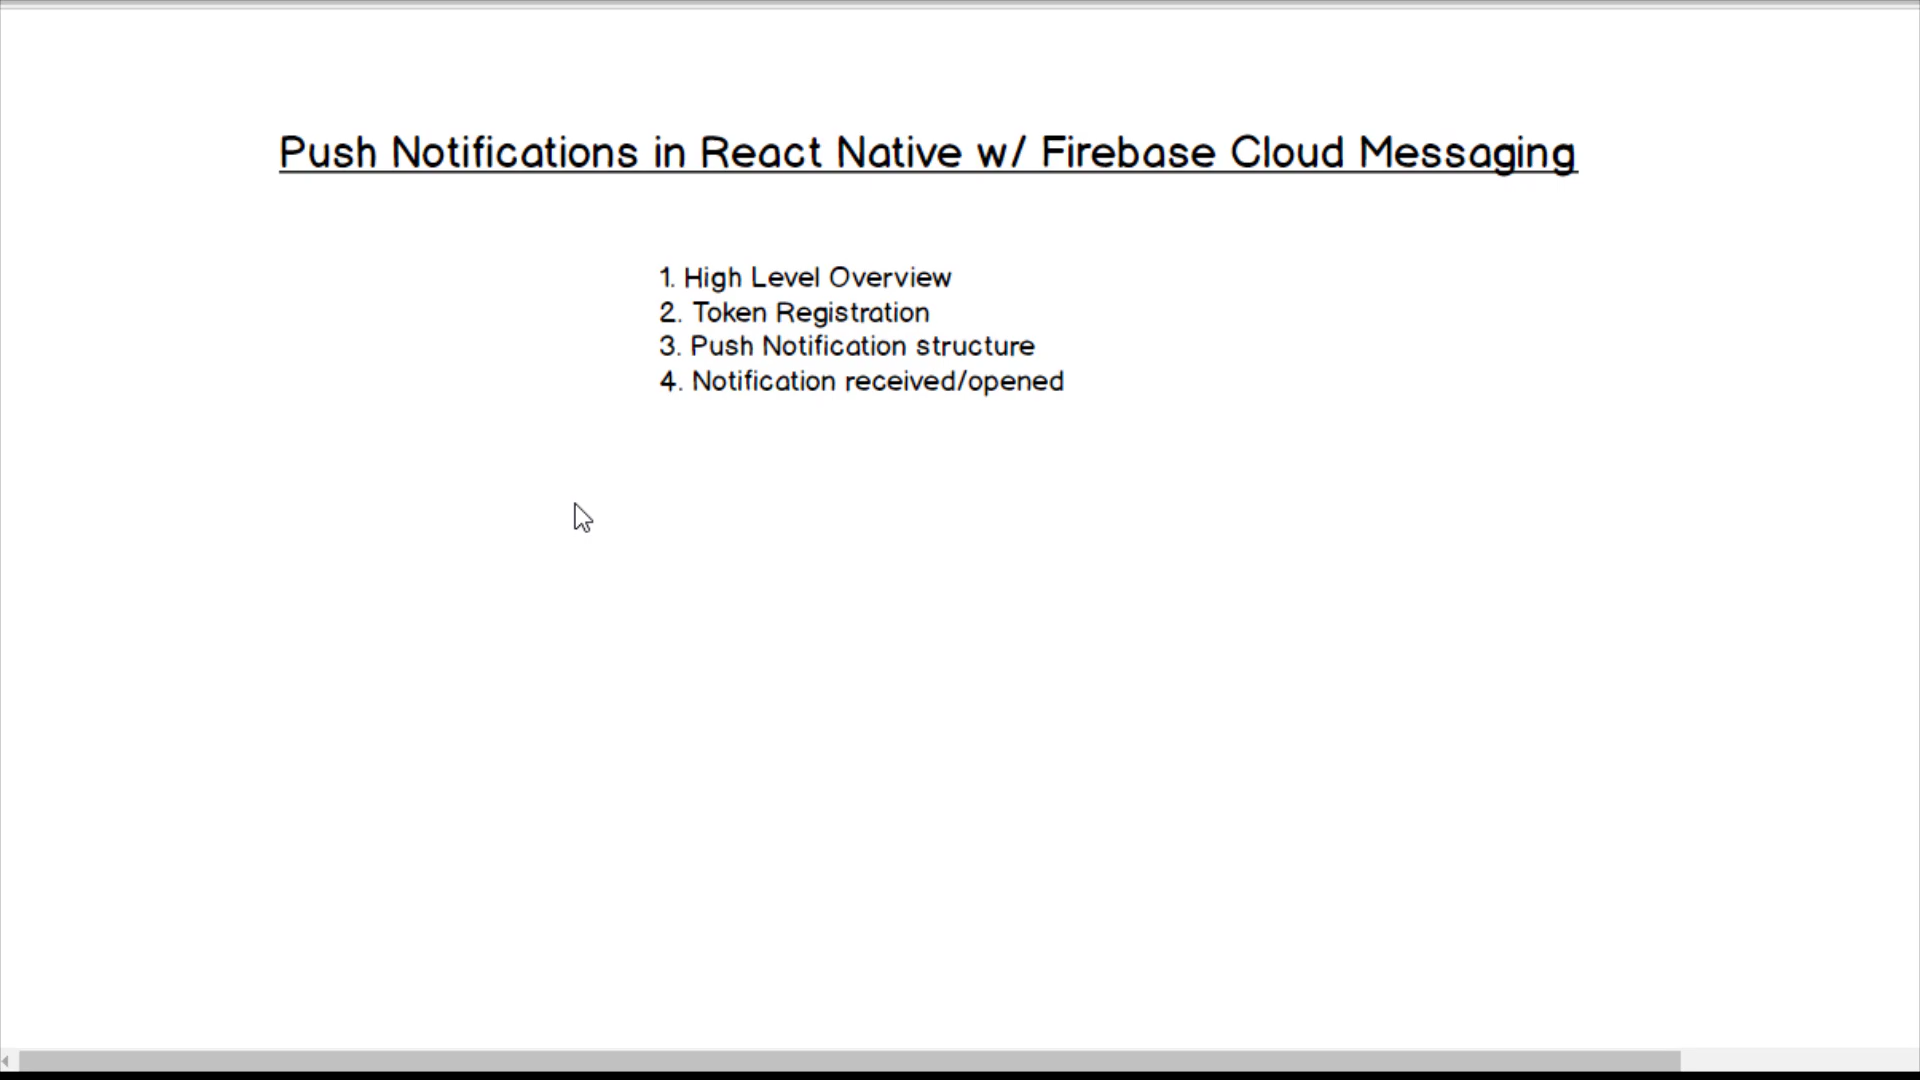 Push Notifications in React Native w/ Firebase Cloud Messaging
1. High Level Overview
2. Token Registration
3. Push Notification structure
4. Notification received/opened